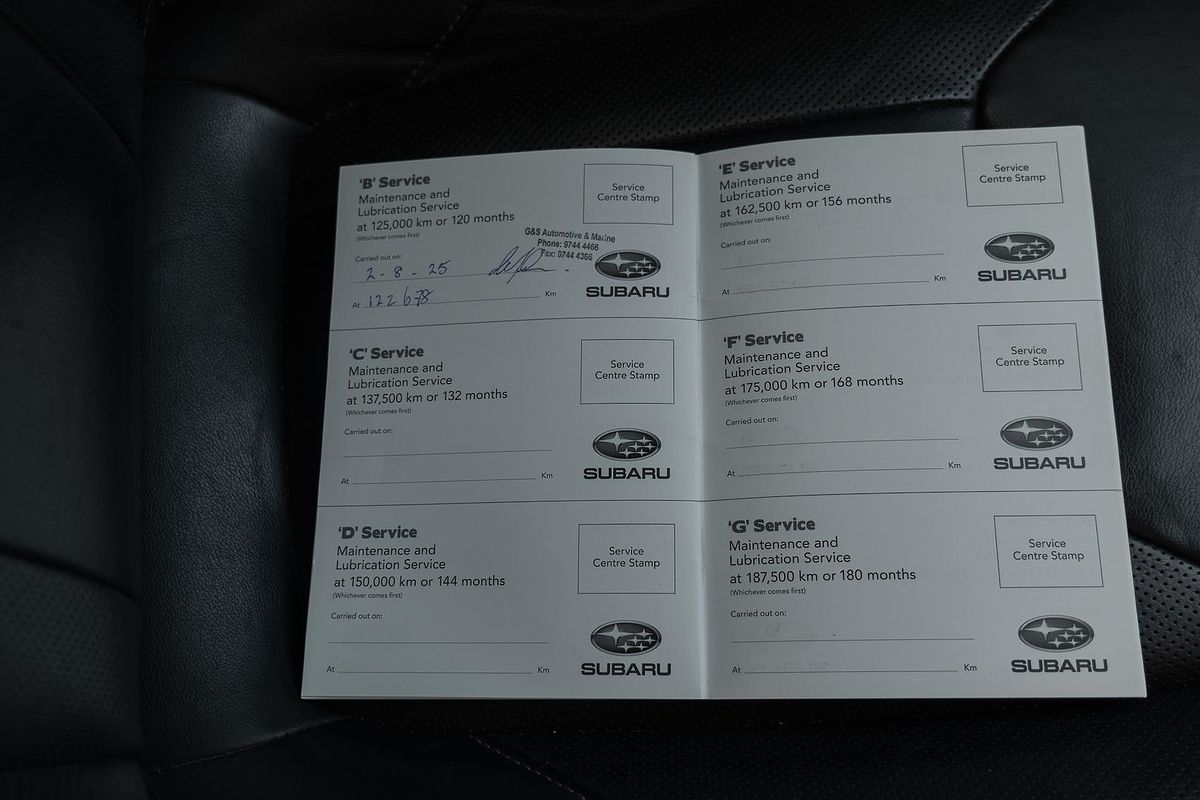 'B' Service
Maintenance and
Lubrication Service
at 125,000 km or 120 months
(Whichever comes first)
Service
Centre Stamp
G&S Automotive & Marine
Phone: 9744 4466
Fax: 9744 4366
Carried out on:
2-8-25
At 122678 Km
SUBARU
'C' Service
Maintenance and
Lubrication Service
at 137,500 km or 132 months
(Whichever comes first)
Service
Centre Stamp
Carried out on:
At Km
SUBARU
'D' Service
Maintenance and
Lubrication Service
at 150,000 km or 144 months
(Whichever comes first)
Service
Centre Stamp
Carried out on:
At Km
SUBARU
'E' Service
Maintenance and
Lubrication Service
at 162,500 km or 156 months
(Whichever comes first)
Service
Centre Stamp
Carried out on:
At Km
SUBARU
'F' Service
Maintenance and
Lubrication Service
at 175,000 km or 168 months
(Whichever comes first)
Service
Centre Stamp
Carried out on:
At Km
SUBARU
'G' Service
Maintenance and
Lubrication Service
at 187,500 km or 180 months
(Whichever comes first)
Service
Centre Stamp
Carried out on:
At Km
SUBARU